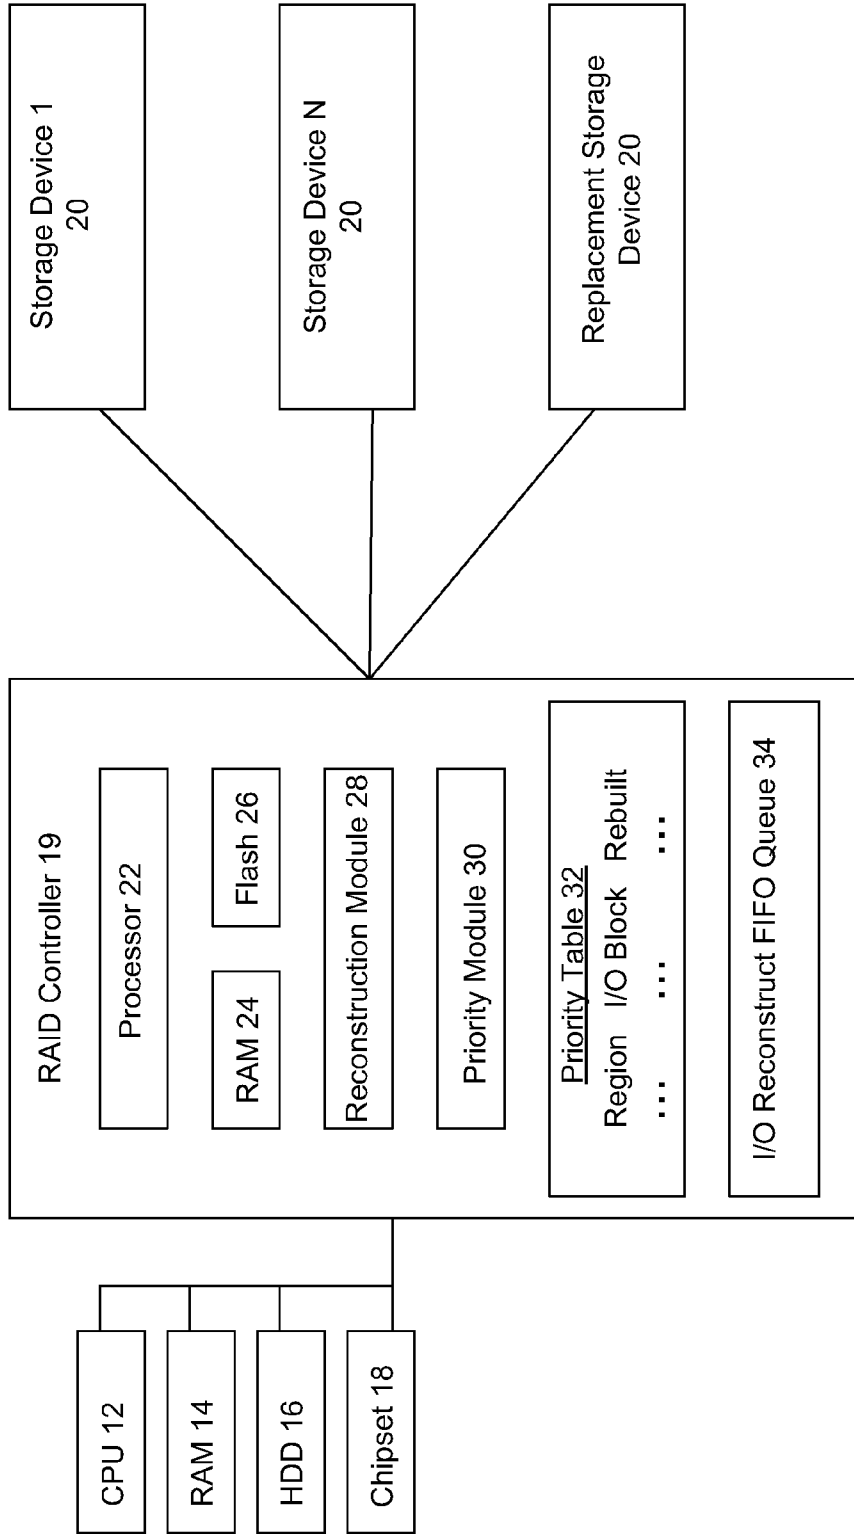 CPU 12
RAM 14
HDD 16
Chipset 18
RAID Controller 19
Processor 22
RAM 24
Flash 26
Reconstruction Module 28
Priority Module 30
Priority Table 32
Region I/O Block Rebuilt
... ... ...
I/O Reconstruct FIFO Queue 34
Storage Device 1
20
Storage Device N
20
Replacement Storage
Device 20